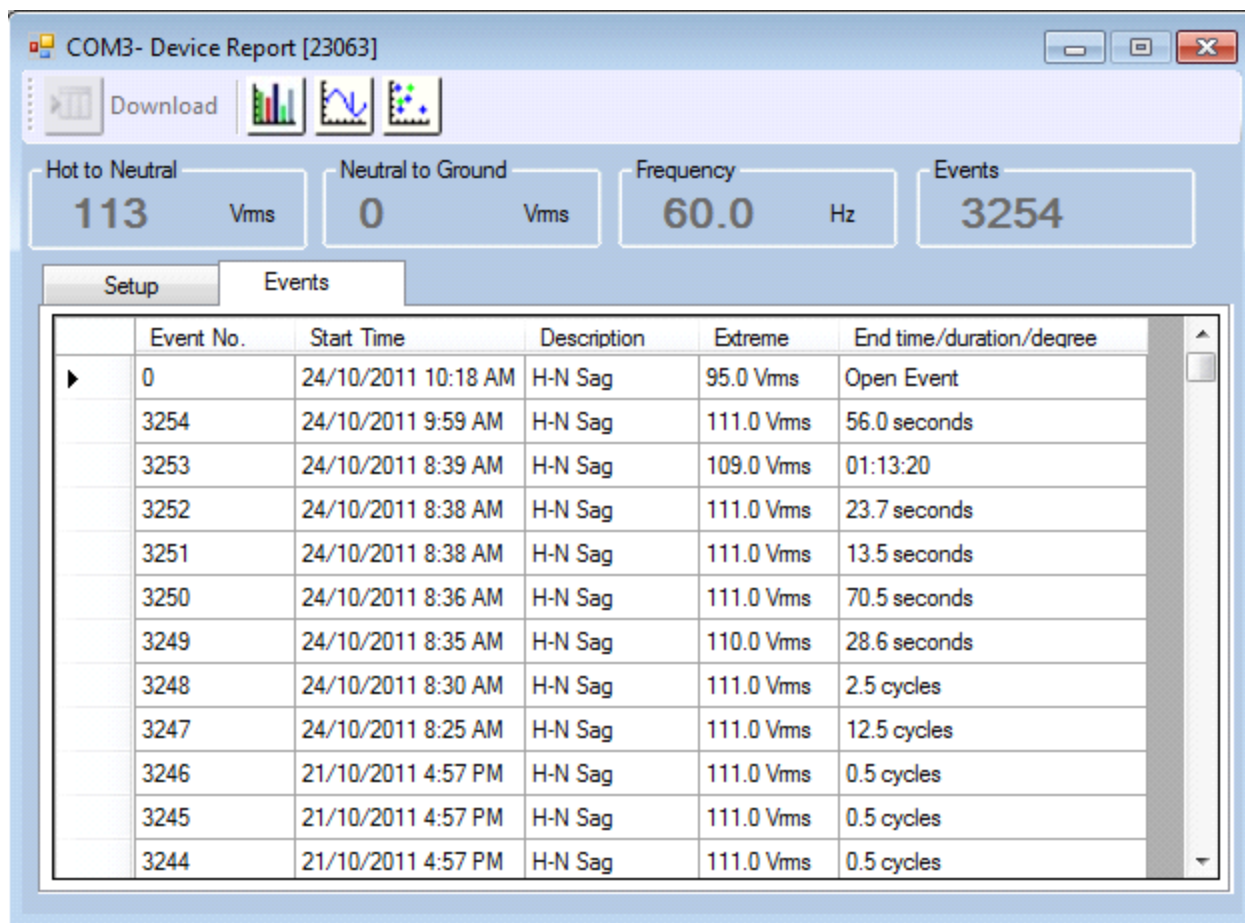 COM3- Device Report [23063]
Download
Hot to Neutral Neutral to Ground Frequency Events
113 Vrms 0 Vrms 60.0 Hz 3254
Setup Events
Event No. Start Time Description Extreme End time/duration/degree
0 24/10/2011 10:18 AM H-N Sag 95.0 Vrms Open Event
3254 24/10/2011 9:59 AM H-N Sag 111.0 Vrms 56.0 seconds
3253 24/10/2011 8:39 AM H-N Sag 109.0 Vrms 01:13:20
3252 24/10/2011 8:38 AM H-N Sag 111.0 Vrms 23.7 seconds
3251 24/10/2011 8:38 AM H-N Sag 111.0 Vrms 13.5 seconds
3250 24/10/2011 8:36 AM H-N Sag 111.0 Vrms 70.5 seconds
3249 24/10/2011 8:35 AM H-N Sag 110.0 Vrms 28.6 seconds
3248 24/10/2011 8:30 AM H-N Sag 111.0 Vrms 2.5 cycles
3247 24/10/2011 8:25 AM H-N Sag 111.0 Vrms 12.5 cycles
3246 21/10/2011 4:57 PM H-N Sag 111.0 Vrms 0.5 cycles
3245 21/10/2011 4:57 PM H-N Sag 111.0 Vrms 0.5 cycles
3244 21/10/2011 4:57 PM H-N Sag 111.0 Vrms 0.5 cycles